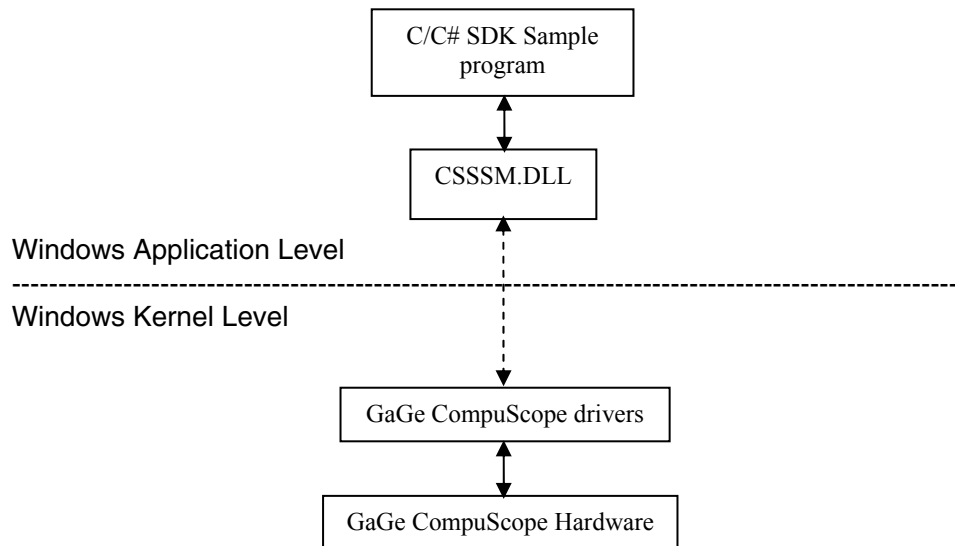 C/C# SDK Sample
program
CSSSM.DLL
Windows Application Level
Windows Kernel Level
GaGe CompuScope drivers
GaGe CompuScope Hardware